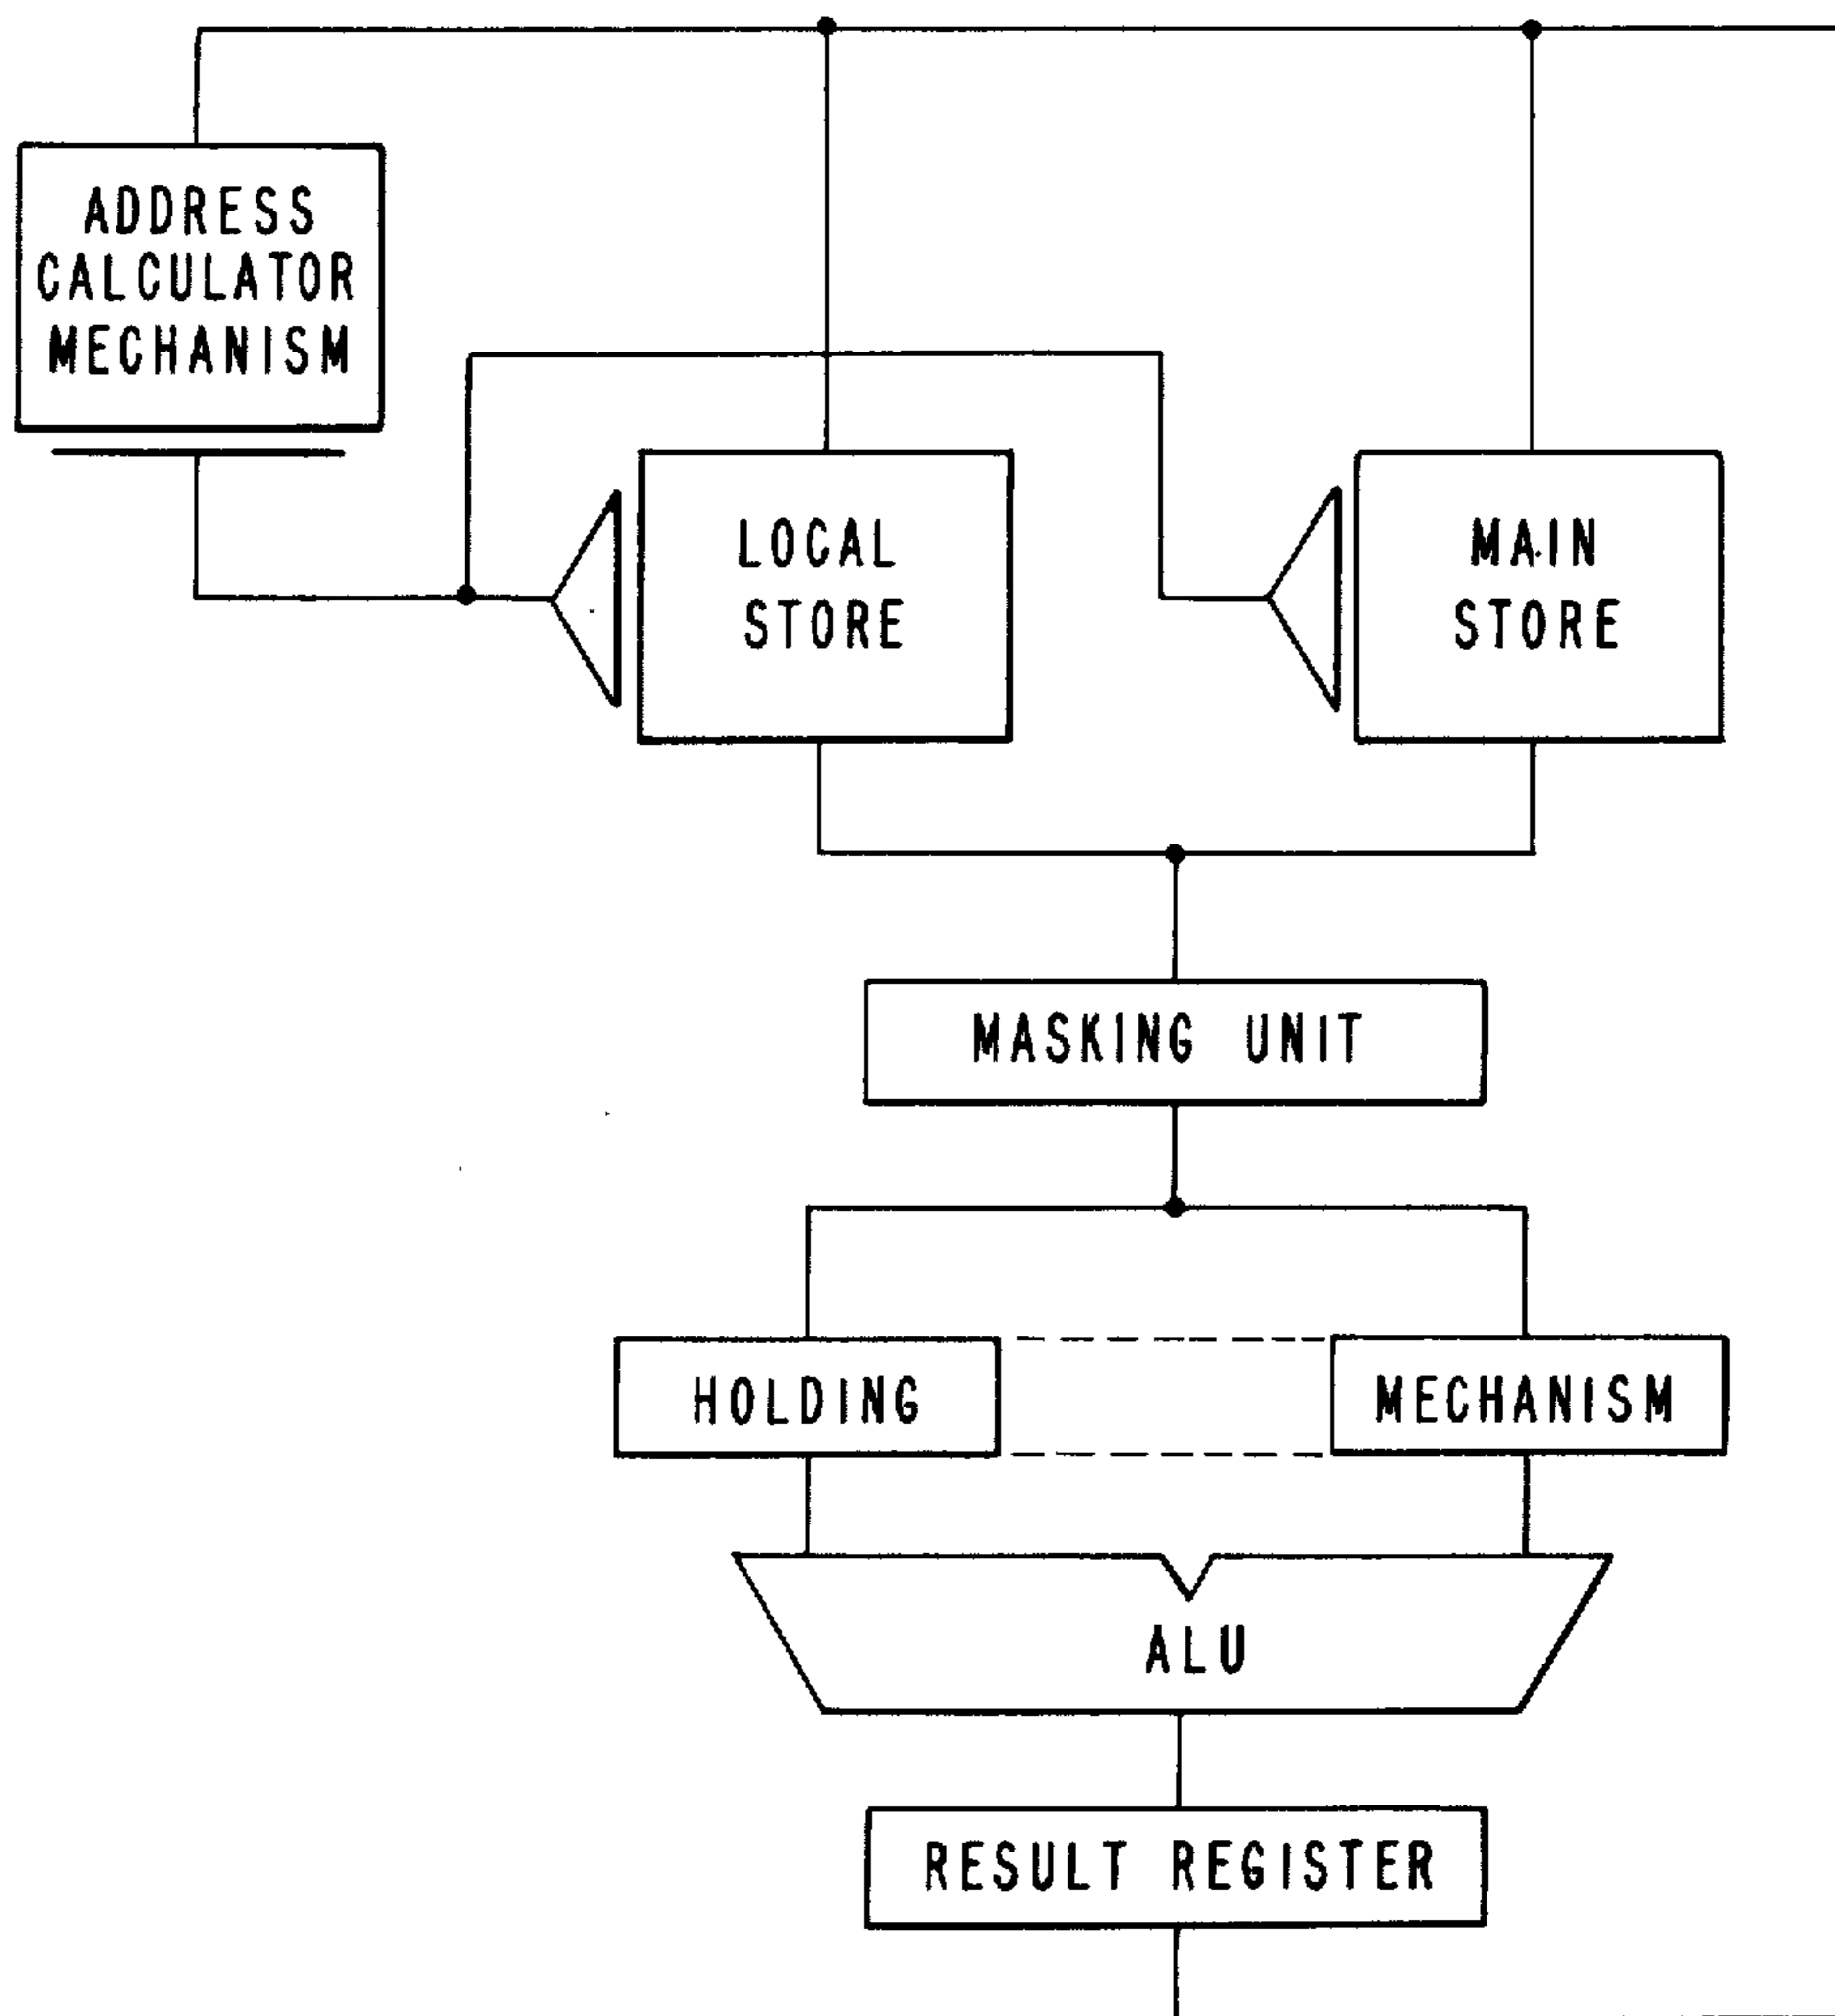 ADDRESS
CALCULATOR
MECHANISM
LOCAL
STORE
MAIN
STORE
MASKING UNIT
HOLDING
MECHANISM
ALU
RESULT REGISTER